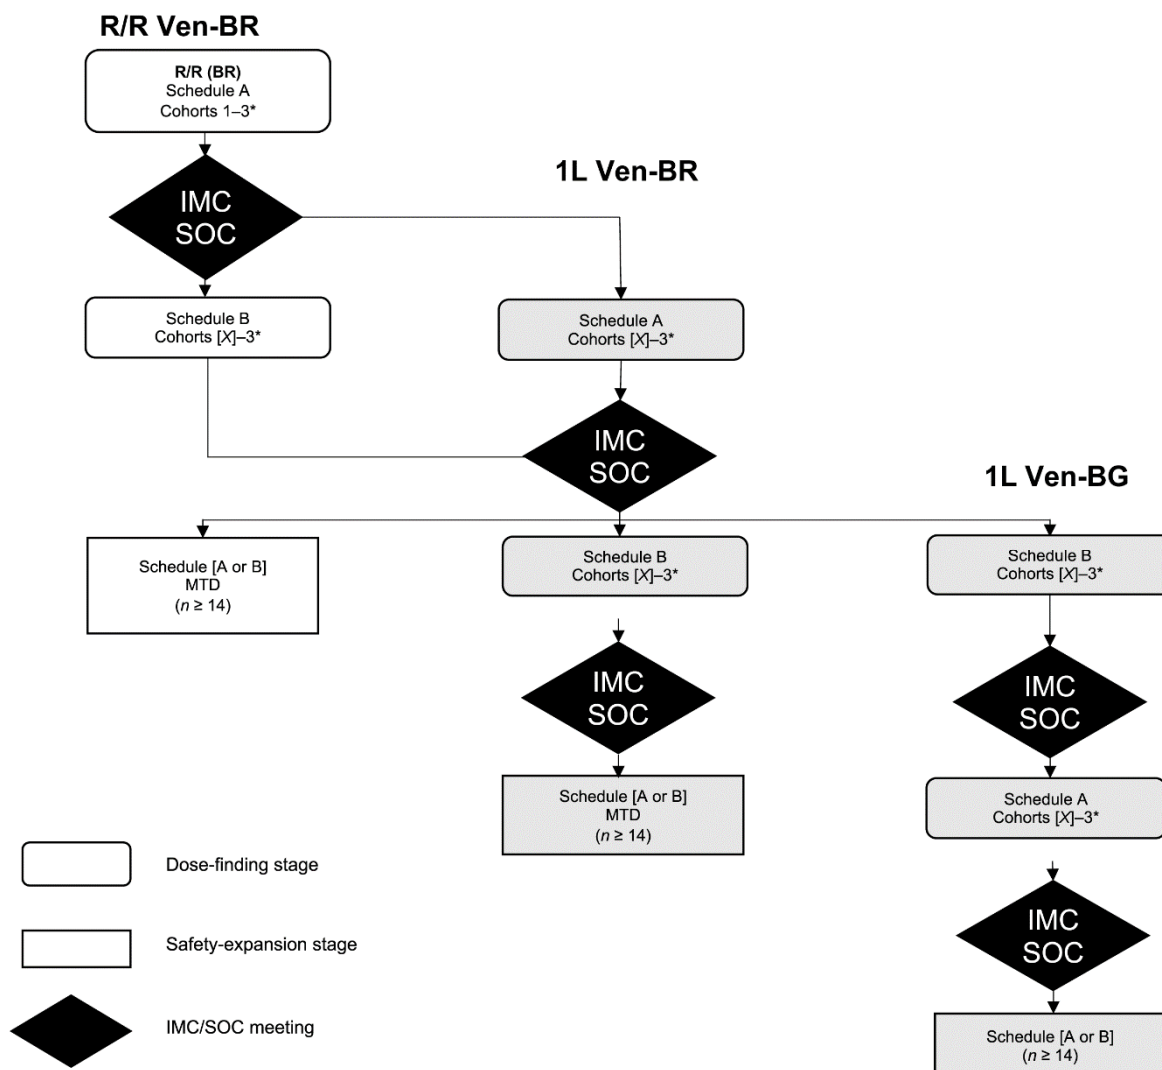 R/R Ven-BR
R/R (BR)
Schedule A
Cohorts 1–3*
IMC
SOC
1L Ven-BR
Schedule B
Cohorts [X]–3*
Schedule A
Cohorts [X]–3*
IMC
SOC
1L Ven-BG
Schedule [A or B]
MTD
(n ≥ 14)
Schedule B
Cohorts [X]–3*
Schedule B
Cohorts [X]–3*
IMC
SOC
IMC
SOC
Schedule [A or B]
MTD
(n ≥ 14)
Schedule A
Cohorts [X]–3*
Dose-finding stage
Safety-expansion stage
IMC
SOC
IMC/SOC meeting
Schedule [A or B]
(n ≥ 14)